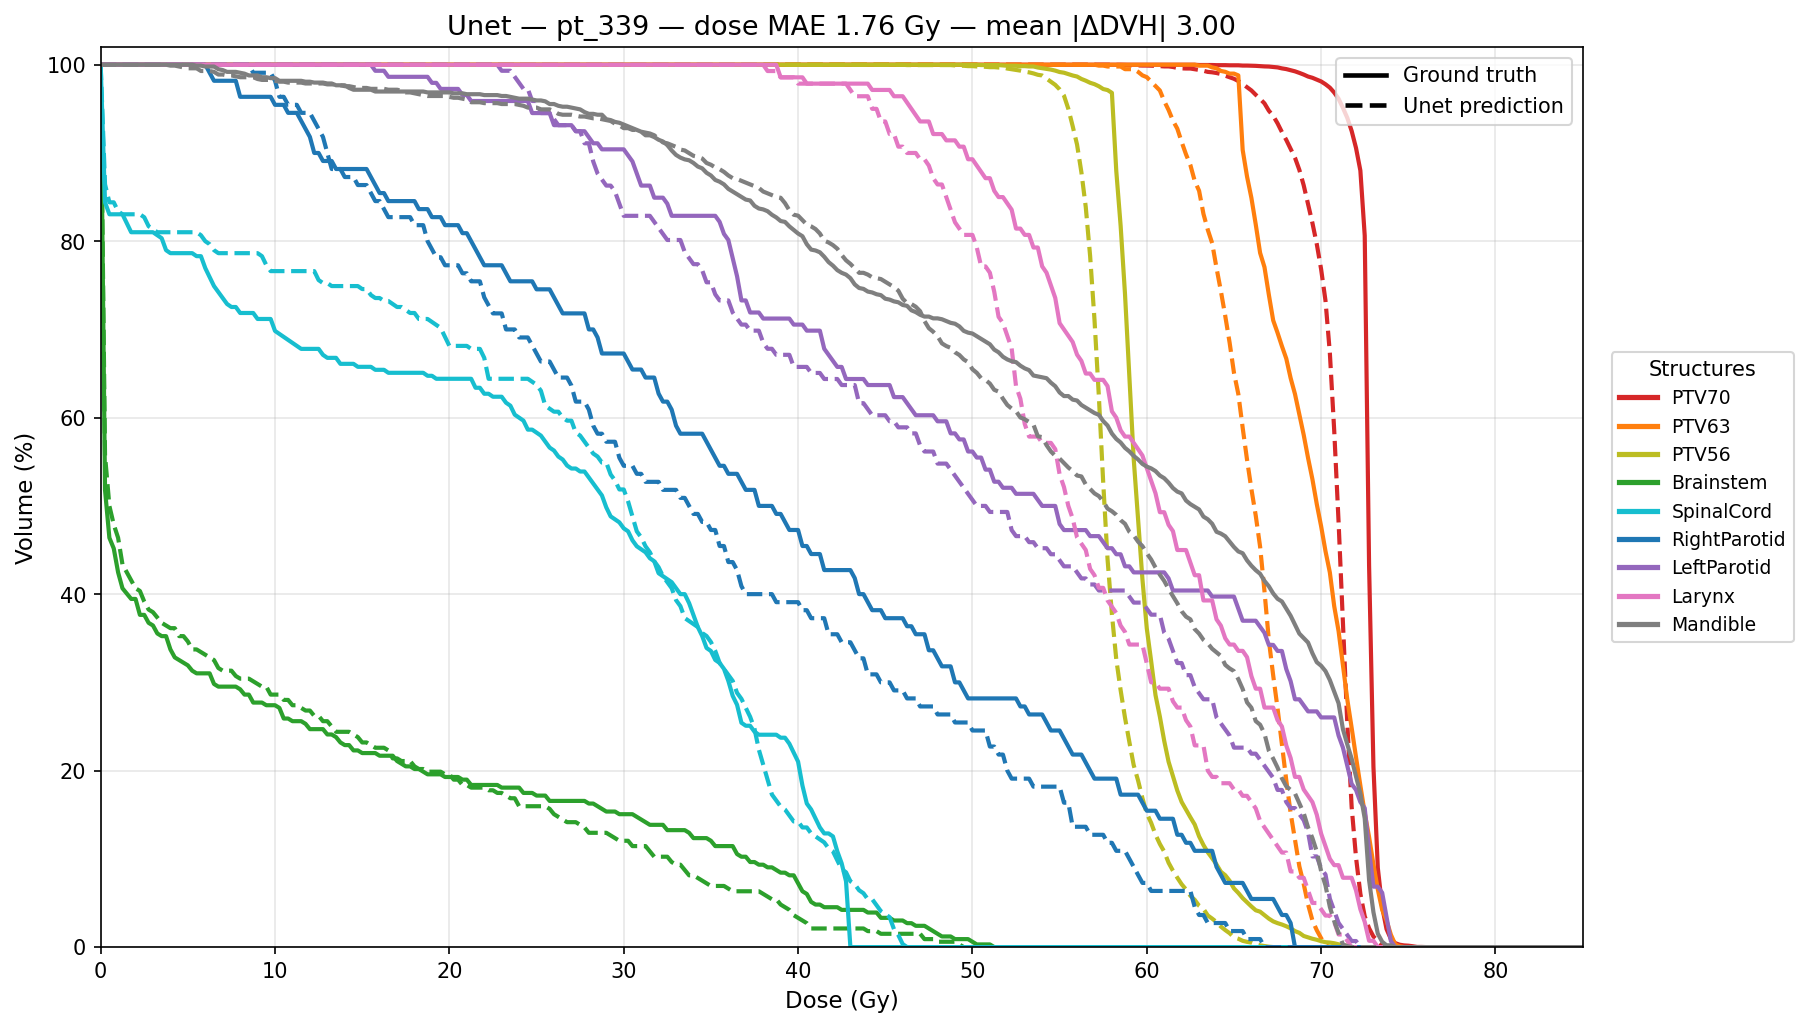 Unet — pt_339 — dose MAE 1.76 Gy — mean |ΔDVH| 3.00
Ground truth
Unet prediction
Volume (%)
100
80
60
40
20
0
0 10 20 30 40 50 60 70 80
Dose (Gy)
Structures
PTV70
PTV63
PTV56
Brainstem
SpinalCord
RightParotid
LeftParotid
Larynx
Mandible